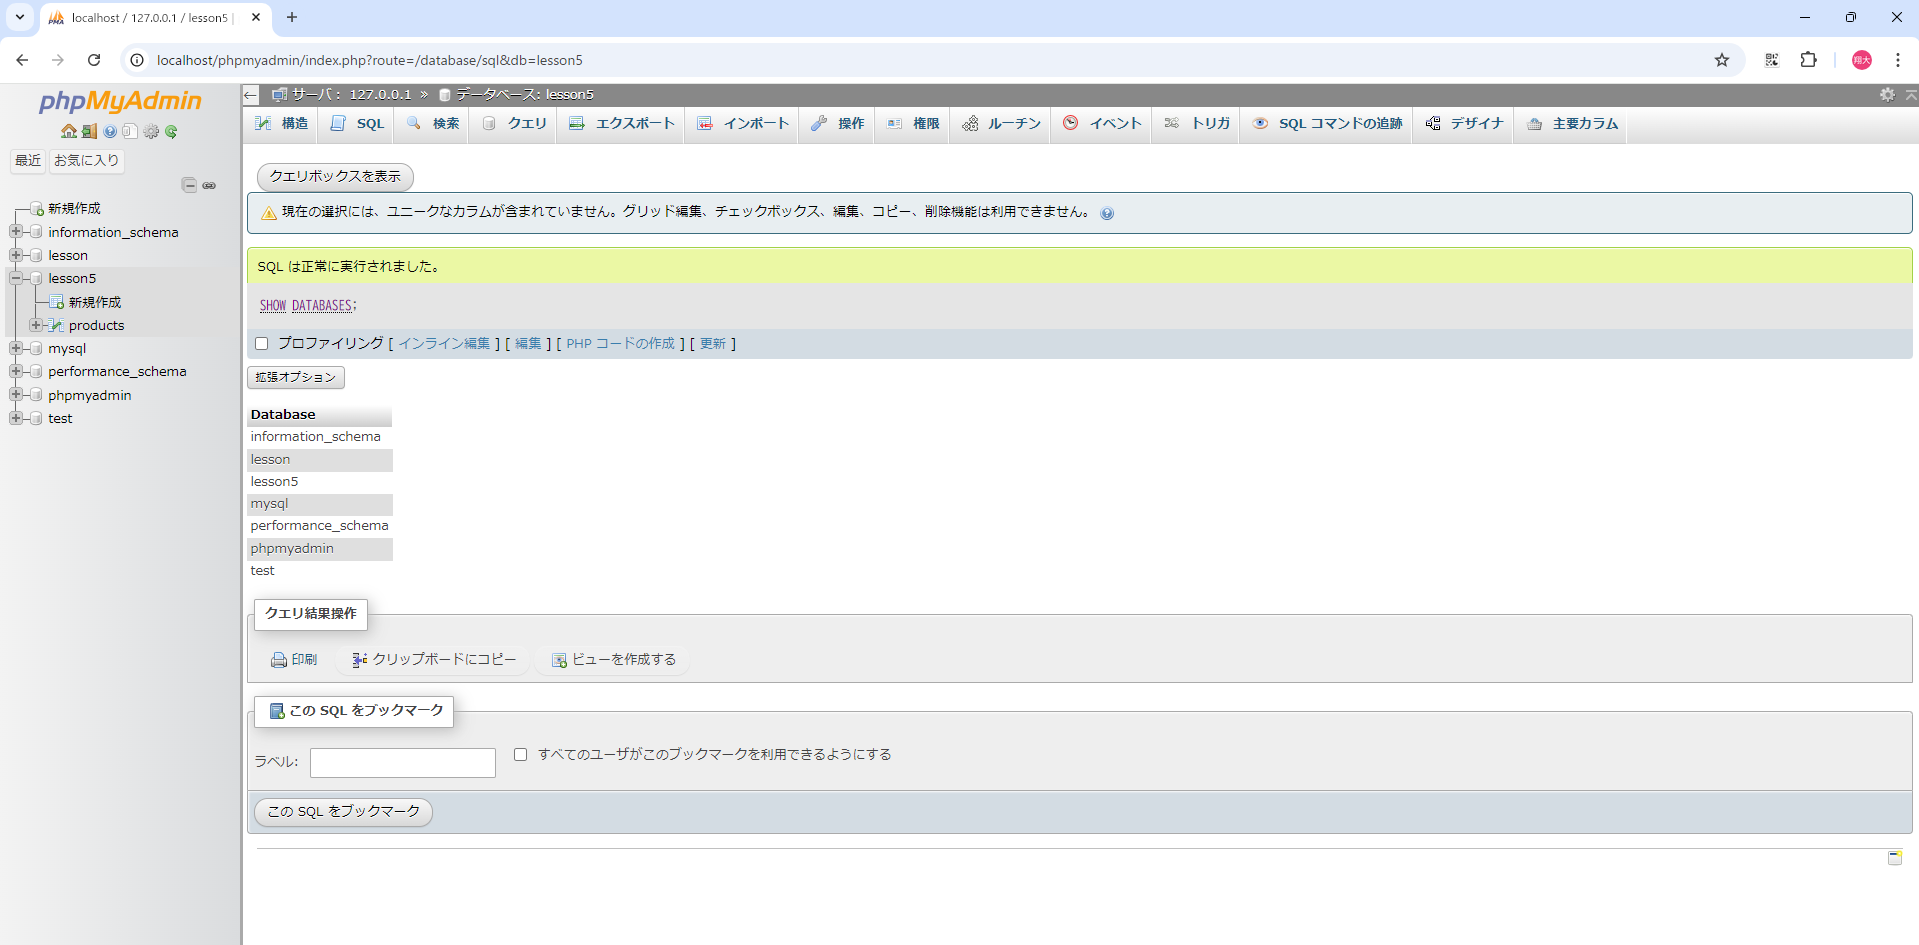 localhost / 127.0.0.1 / lesson5 |
localhost/phpmyadmin/index.php?route=/database/sql&db=lesson5
翔大
phpMyAdmin
最近 お気に入り
新規作成
information_schema
lesson
lesson5
新規作成
products
mysql
performance_schema
phpmyadmin
test
サーバ： 127.0.0.1 » データベース: lesson5
構造 SQL 検索 クエリ エクスポート インポート 操作 権限 ルーチン イベント トリガ SQL コマンドの追跡 デザイナ 主要カラム
クエリボックスを表示
現在の選択には、ユニークなカラムが含まれていません。グリッド編集、チェックボックス、編集、コピー、削除機能は利用できません。
SQL は正常に実行されました。
SHOW DATABASES;
プロファイリング [ インライン編集 ] [ 編集 ] [ PHP コードの作成 ] [ 更新 ]
拡張オプション
Database
information_schema
lesson
lesson5
mysql
performance_schema
phpmyadmin
test
クエリ結果操作
印刷 クリップボードにコピー ビューを作成する
この SQL をブックマーク
ラベル: すべてのユーザがこのブックマークを利用できるようにする
この SQL をブックマーク